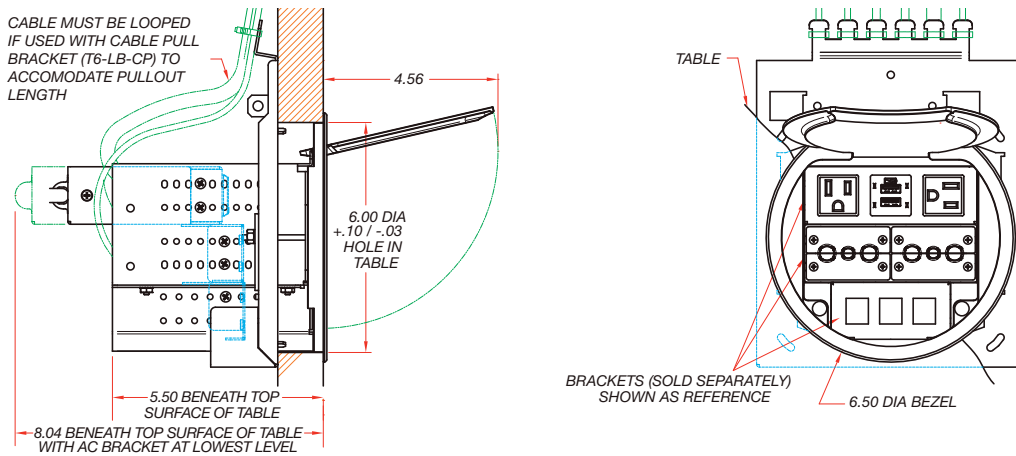 CABLE MUST BE LOOPED
IF USED WITH CABLE PULL
BRACKET (T6-LB-CP) TO
ACCOMODATE PULLOUT
LENGTH
4.56
6.00 DIA
+.10 / -.03
HOLE IN
TABLE
5.50 BENEATH TOP
SURFACE OF TABLE
8.04 BENEATH TOP SURFACE OF TABLE
WITH AC BRACKET AT LOWEST LEVEL
TABLE
BRACKETS (SOLD SEPARATELY)
SHOWN AS REFERENCE
6.50 DIA BEZEL